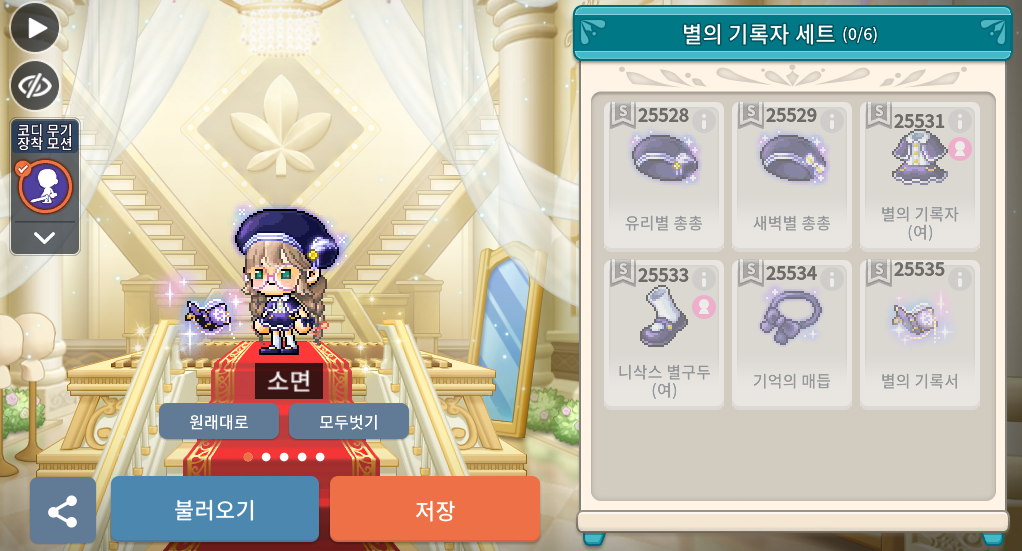 코디 무기
장착 모션
소면
원래대로
모두벗기
불러오기
저장
별의 기록자 세트 (0/6)
S 25528
유리별 총총
S 25529
새벽별 총총
S 25531
별의 기록자
(여)
S 25533
니삭스 별구두
(여)
S 25534
기억의 매듭
S 25535
별의 기록서